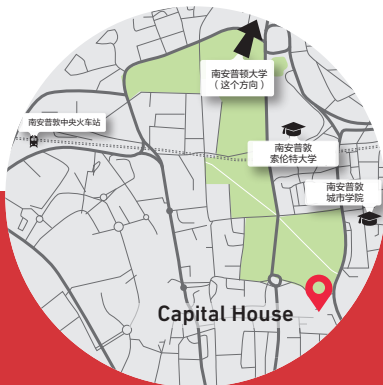 南安普顿大学
（这个方向）
南安普敦中央火车站
南安普敦
索伦特大学
南安普敦
城市学院
Capital House